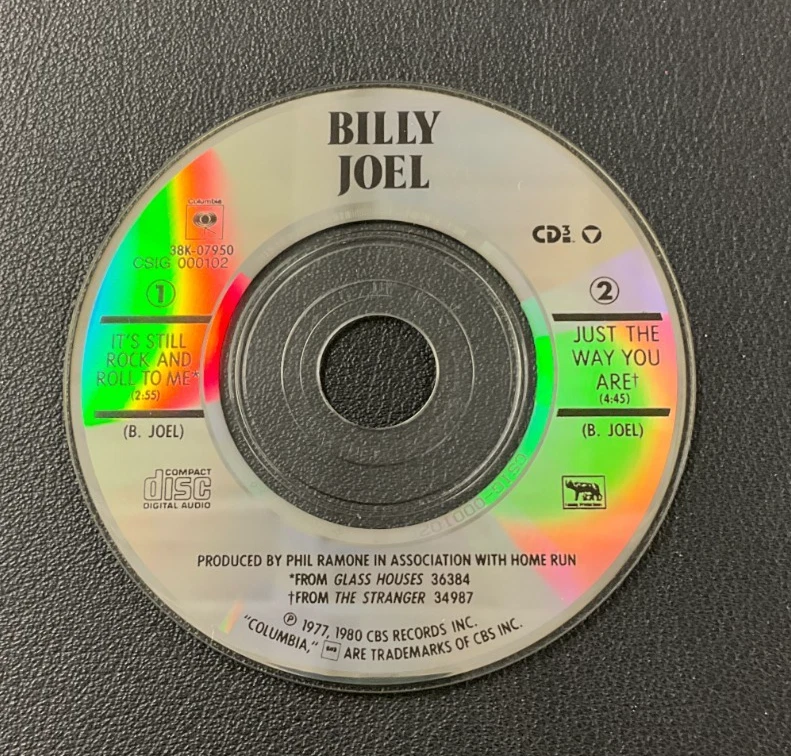 BILLY
JOEL
Columbia
38K-07950
CSIG 000102
CD3
1
IT'S STILL
ROCK AND
ROLL TO ME*
(2:55)
(B. JOEL)
2
JUST THE
WAY YOU
ARE†
(4:45)
(B. JOEL)
COMPACT
disc
DIGITAL AUDIO
CSIG-000102
PRODUCED BY PHIL RAMONE IN ASSOCIATION WITH HOME RUN
*FROM GLASS HOUSES 36384
†FROM THE STRANGER 34987
℗ 1977, 1980 CBS RECORDS INC.
"COLUMBIA," ARE TRADEMARKS OF CBS INC.